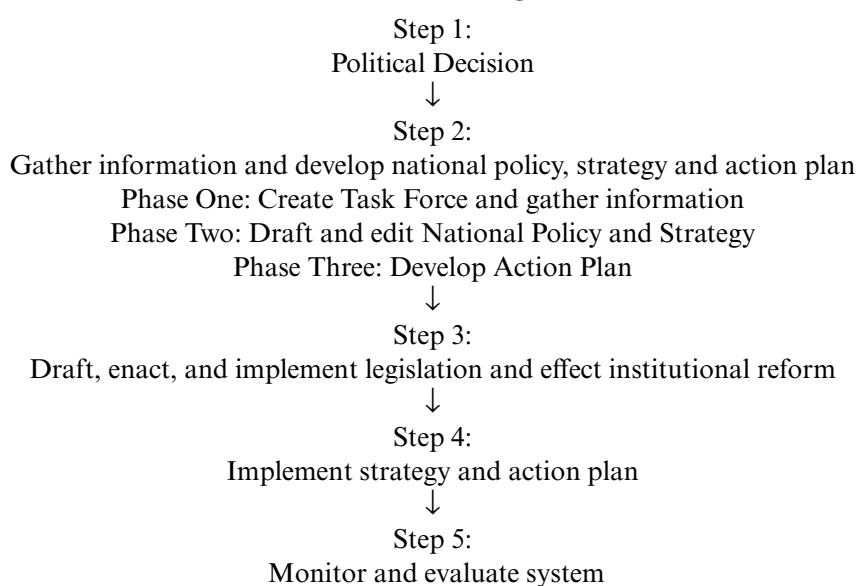 Step 1:
Political Decision
↓
Step 2:
Gather information and develop national policy, strategy and action plan
Phase One: Create Task Force and gather information
Phase Two: Draft and edit National Policy and Strategy
Phase Three: Develop Action Plan
↓
Step 3:
Draft, enact, and implement legislation and effect institutional reform
↓
Step 4:
Implement strategy and action plan
↓
Step 5:
Monitor and evaluate system